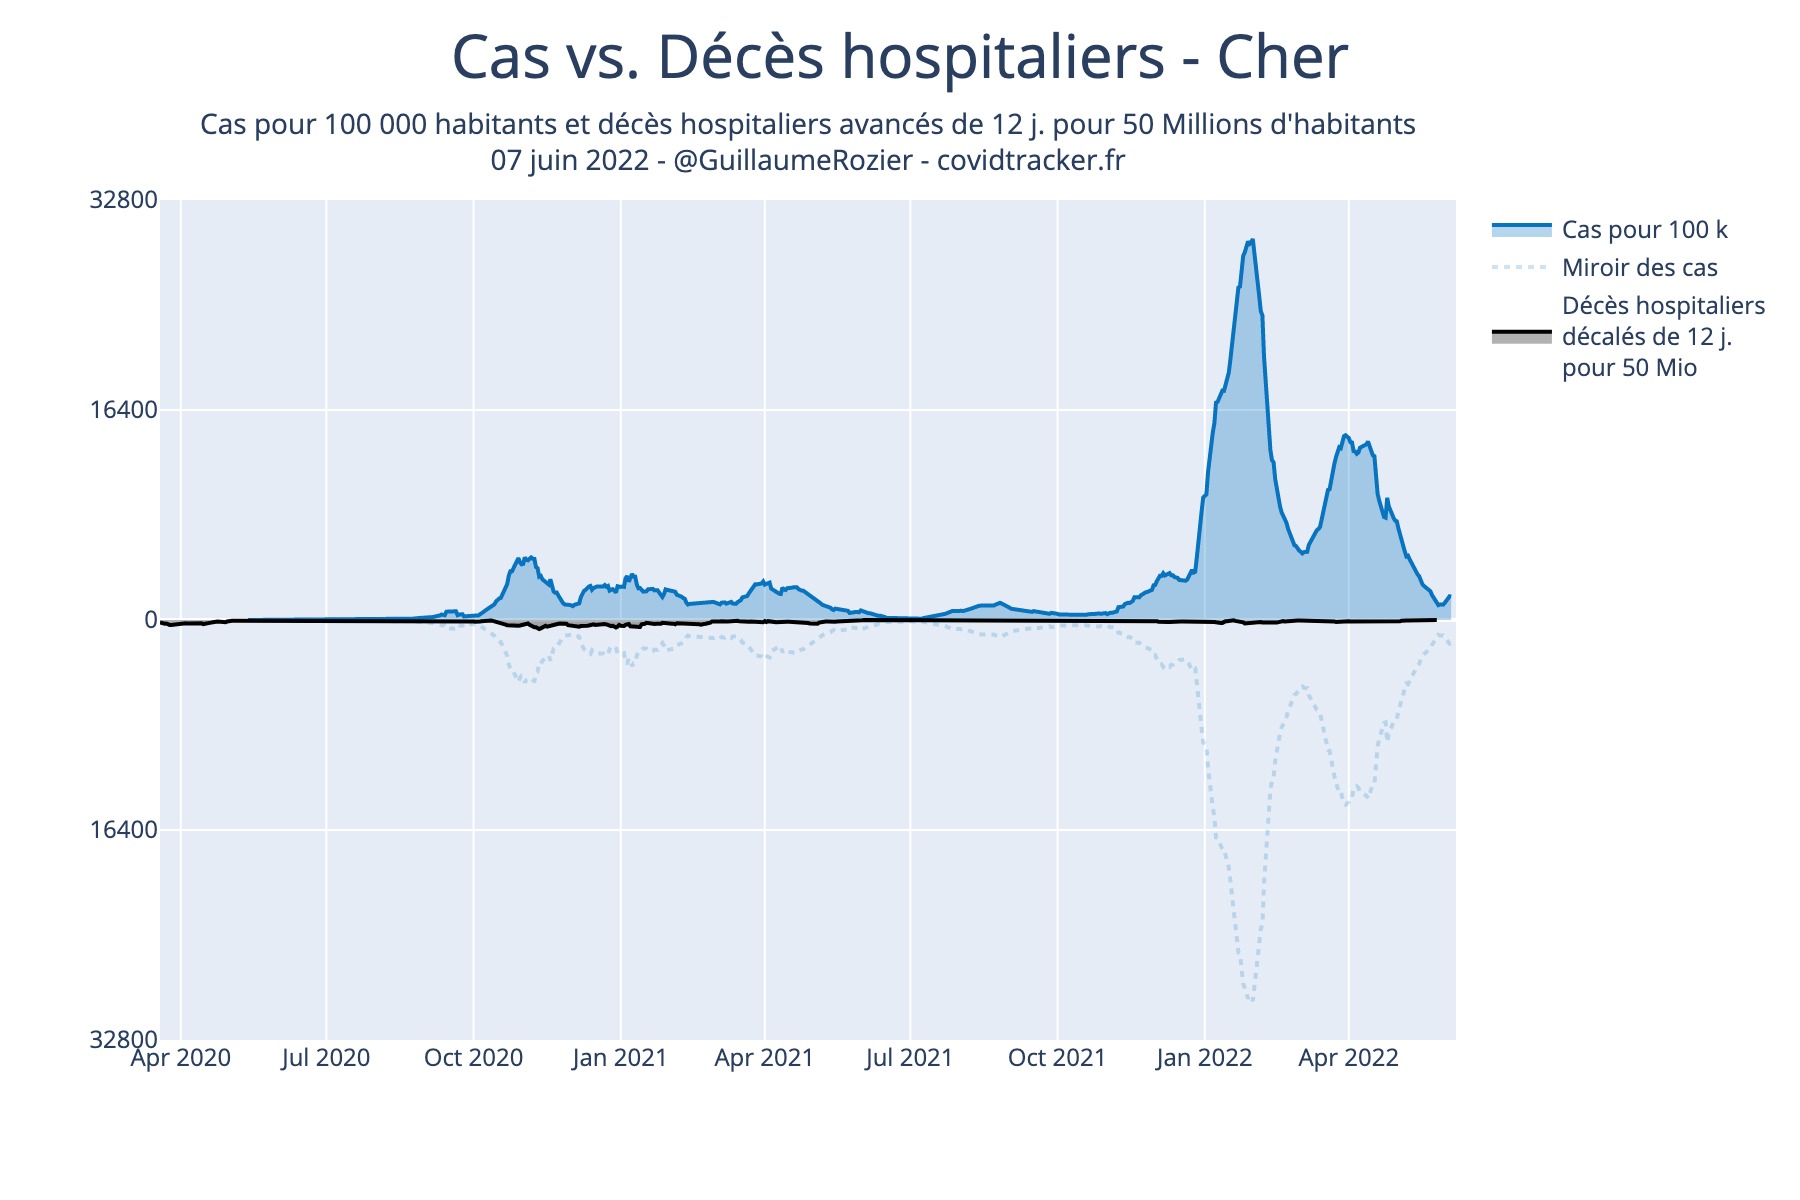 Cas vs. Décès hospitaliers - Cher
Cas pour 100 000 habitants et décès hospitaliers avancés de 12 j. pour 50 Millions d'habitants
07 juin 2022 - @GuillaumeRozier - covidtracker.fr
32800
16400
0
16400
32800
Apr 2020
Jul 2020
Oct 2020
Jan 2021
Apr 2021
Jul 2021
Oct 2021
Jan 2022
Apr 2022
Cas pour 100 k
Miroir des cas
Décès hospitaliers
décalés de 12 j.
pour 50 Mio